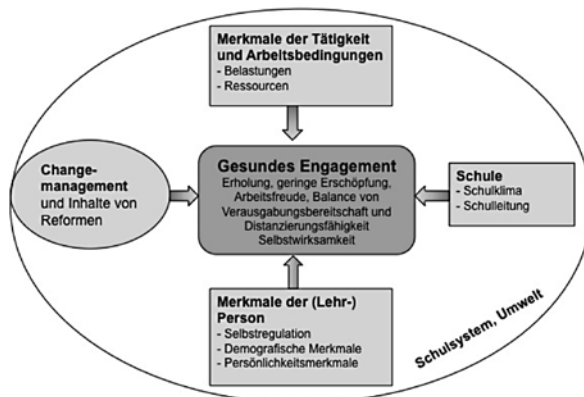 Merkmale der Tätigkeit
und Arbeitsbedingungen
- Belastungen
- Ressourcen
Change-
management
und Inhalte von
Reformen
Gesundes Engagement
Erholung, geringe Erschöpfung,
Arbeitsfreude, Balance von
Verausgabungsbereitschaft und
Distanzierungsfähigkeit
Selbstwirksamkeit
Schule
- Schulklima
- Schulleitung
Merkmale der (Lehr-)
Person
- Selbstregulation
- Demografische Merkmale
- Persönlichkeitsmerkmale
Schulsystem, Umwelt